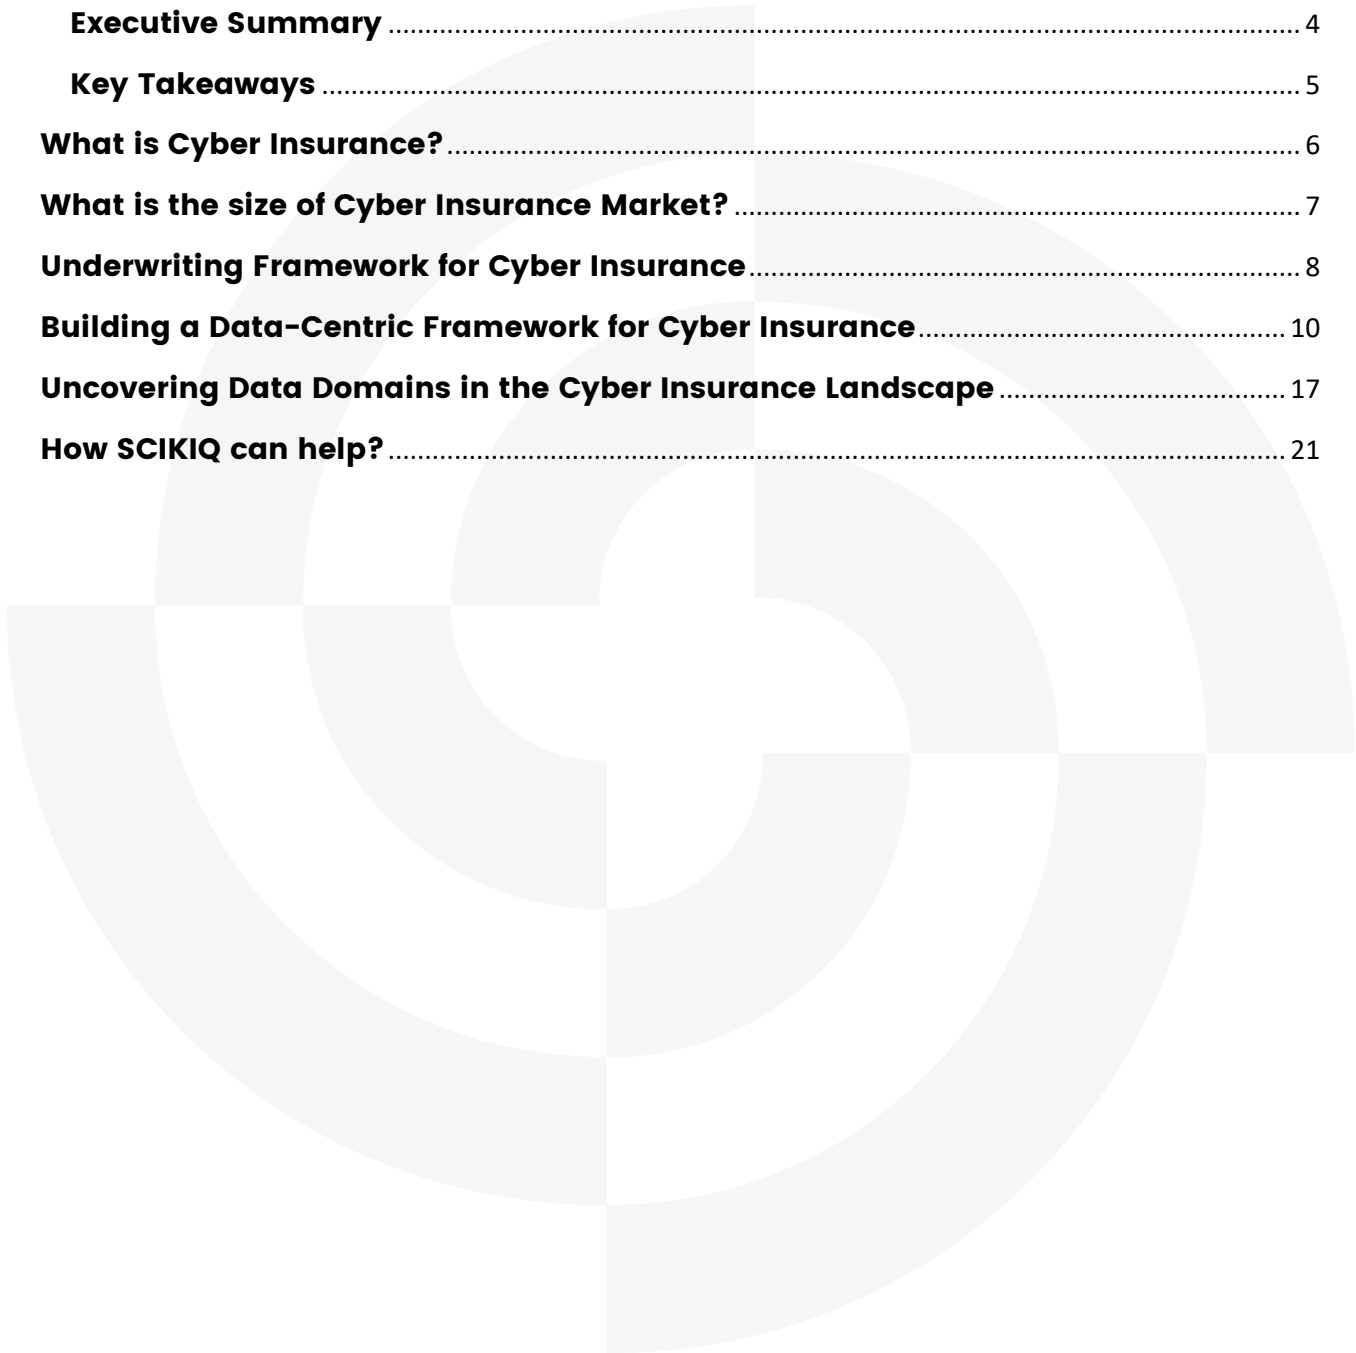 Executive Summary ........................................................................................................................ 4
Key Takeaways ................................................................................................................................. 5
What is Cyber Insurance? ................................................................................................................. 6
What is the size of Cyber Insurance Market? ........................................................................... 7
Underwriting Framework for Cyber Insurance ......................................................................... 8
Building a Data-Centric Framework for Cyber Insurance ................................................ 10
Uncovering Data Domains in the Cyber Insurance Landscape ...................................... 17
How SCIKIQ can help? ...................................................................................................................... 21